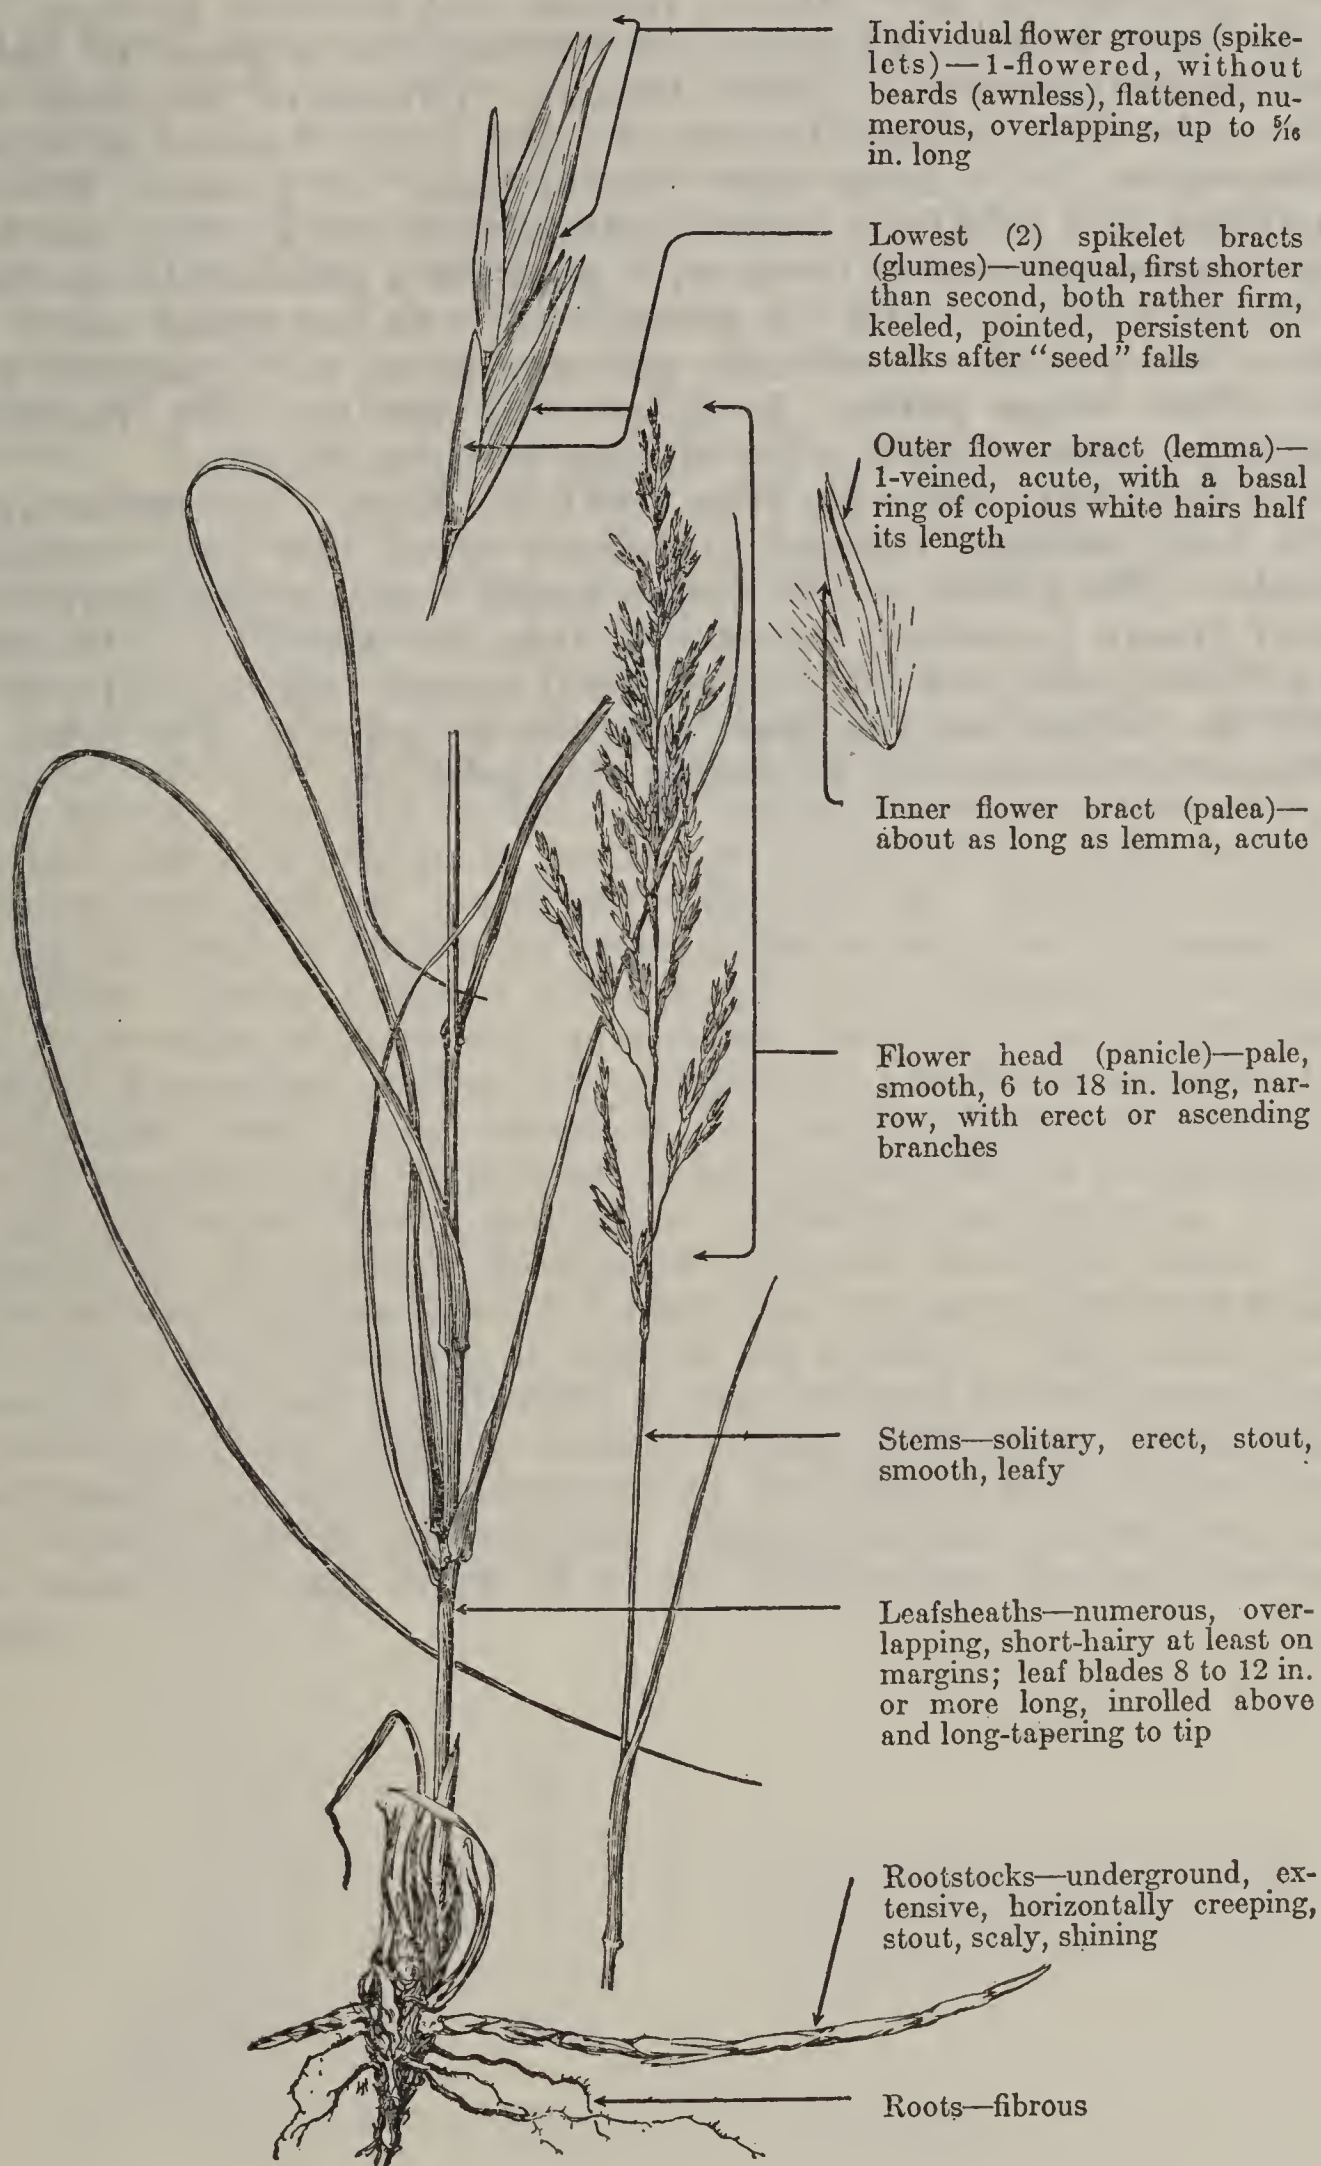 Individual flower groups (spike-
lets)—1-flowered, without
beards (awnless), flattened, nu-
merous, overlapping, up to 5/16
in. long
Lowest (2) spikelet bracts
(glumes)—unequal, first shorter
than second, both rather firm,
keeled, pointed, persistent on
stalks after “seed” falls
Outer flower bract (lemma)—
1-veined, acute, with a basal
ring of copious white hairs half
its length
Inner flower bract (palea)—
about as long as lemma, acute
Flower head (panicle)—pale,
smooth, 6 to 18 in. long, nar-
row, with erect or ascending
branches
Stems—solitary, erect, stout,
smooth, leafy
Leafsheaths—numerous, over-
lapping, short-hairy at least on
margins; leaf blades 8 to 12 in.
or more long, inrolled above
and long-tapering to tip
Rootstocks—underground, ex-
tensive, horizontally creeping,
stout, scaly, shining
Roots—fibrous